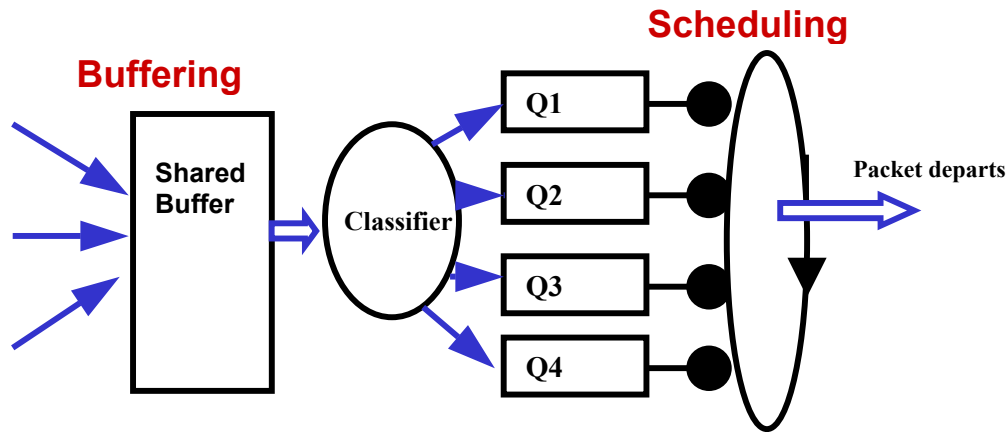 Scheduling
Buffering
Shared
Buffer
Classifier
Q1
Q2
Q3
Q4
Packet departs